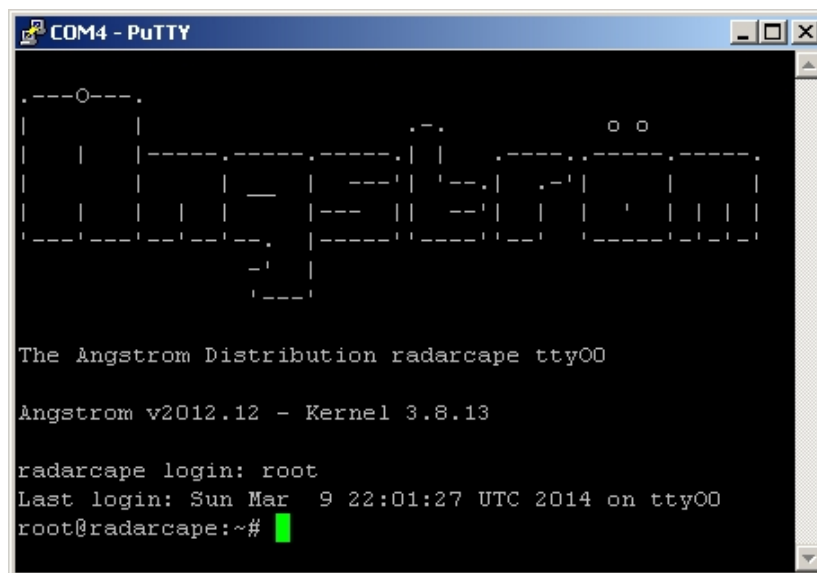 COM4 - PuTTY
Ångström
The Angstrom Distribution radarcape ttyO0
Angstrom v2012.12 - Kernel 3.8.13
radarcape login: root
Last login: Sun Mar  9 22:01:27 UTC 2014 on ttyO0
root@radarcape:~#